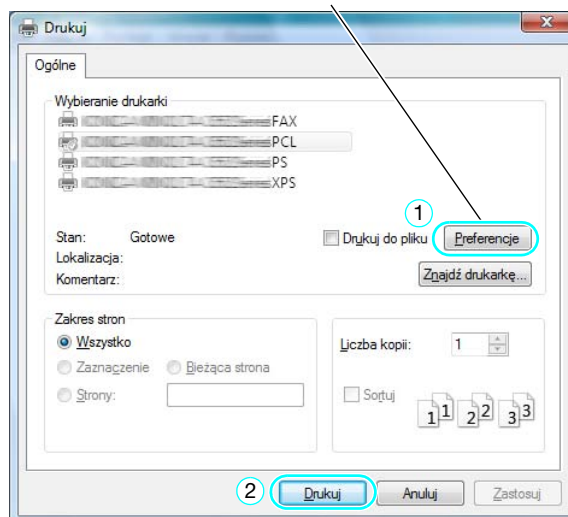 Drukuj
Ogólne
Wybieranie drukarki
FAX
PCL
PS
XPS
1
Stan: Gotowe
Drukuj do pliku Preferencje
Lokalizacja:
Komentarz:
Znajdź drukarkę...
Zakres stron
Wszystko
Liczba kopii: 1
Zaznaczenie Bieżąca strona
Strony:
Sortuj
1 1 2 2 3 3
2 Drukuj Anuluj Zastosuj